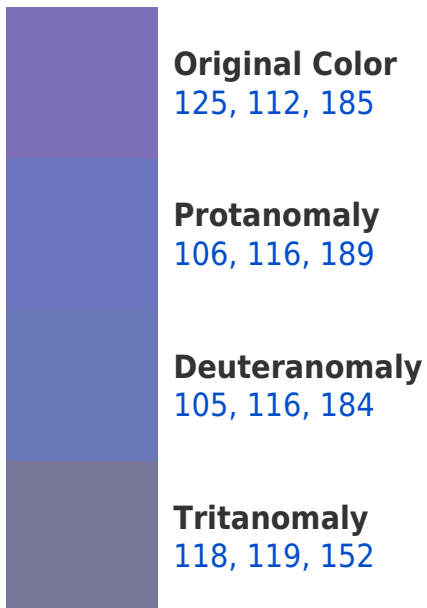 Original Color
125, 112, 185
Protanomaly
106, 116, 189
Deuteranomaly
105, 116, 184
Tritanomaly
118, 119, 152